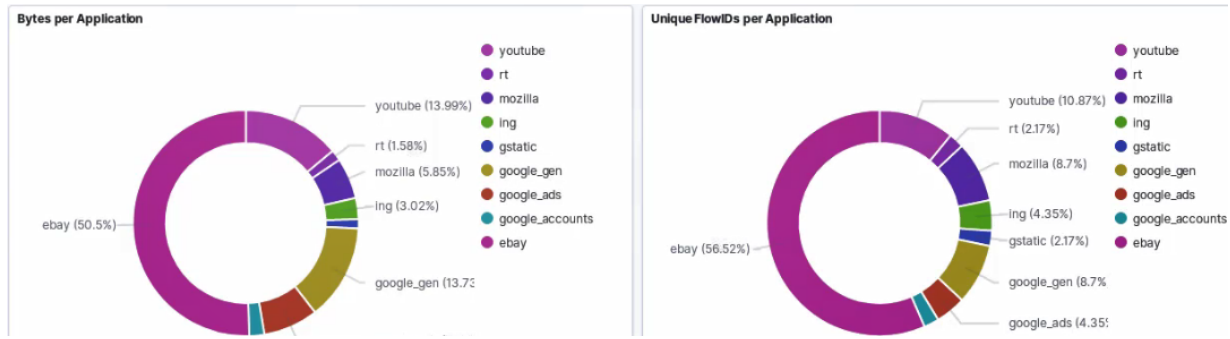 Bytes per Application
youtube
rt
mozilla
ing
gstatic
google_gen
google_ads
google_accounts
ebay
youtube (13.99%)
rt (1.58%)
mozilla (5.85%)
ing (3.02%)
google_gen (13.73
ebay (50.5%)
Unique FlowIDs per Application
youtube
rt
mozilla
ing
gstatic
google_gen
google_ads
google_accounts
ebay
youtube (10.87%)
rt (2.17%)
mozilla (8.7%)
ing (4.35%)
gstatic (2.17%)
google_gen (8.7%
google_ads (4.35%
ebay (56.52%)